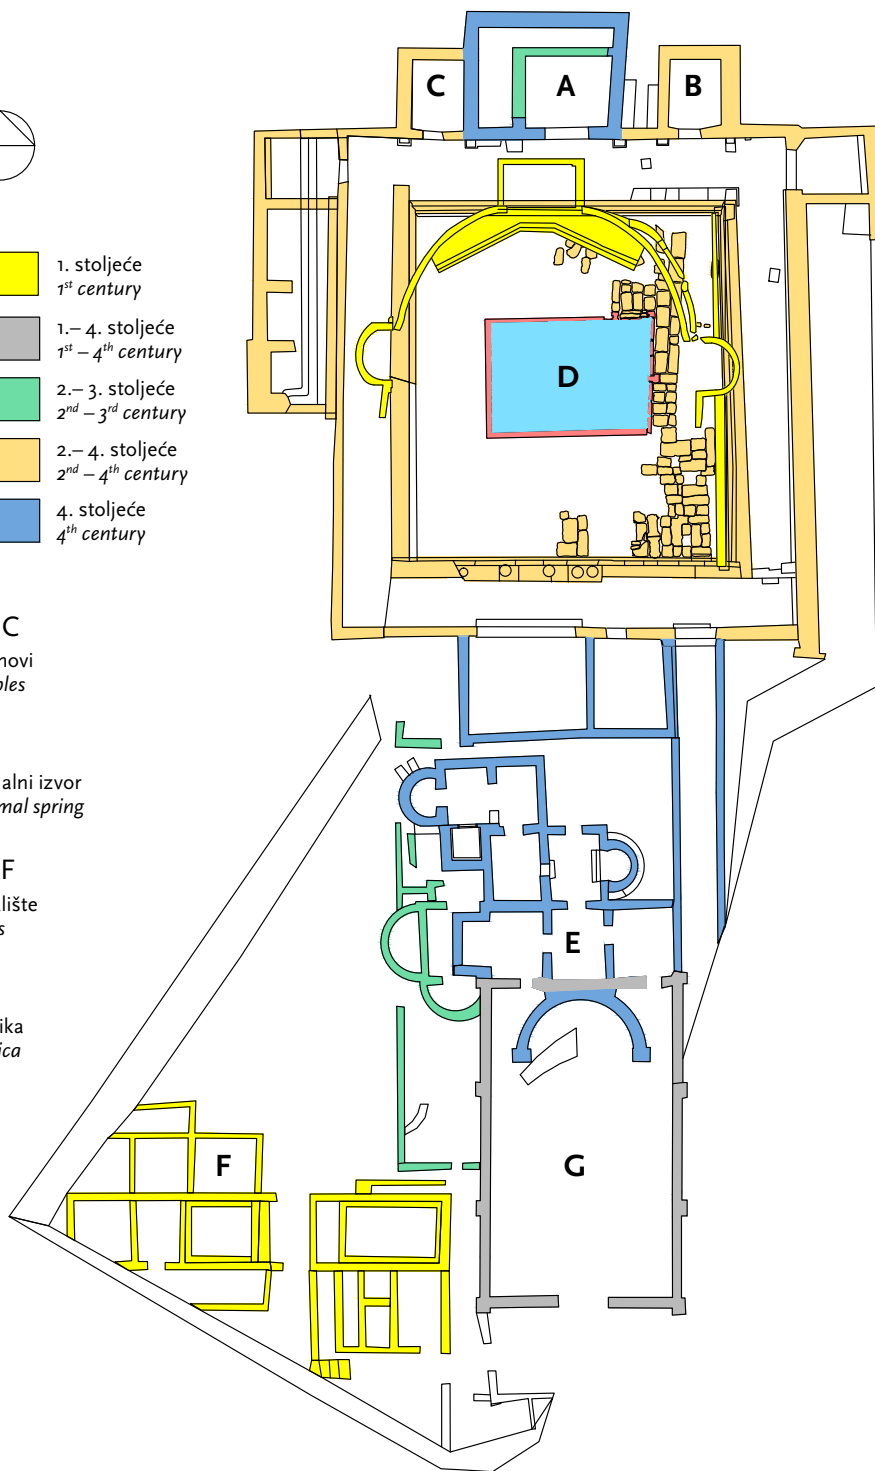 C
A
B
D
1. stoljeće
1st century
1.– 4. stoljeće
1st – 4th century
2.– 3. stoljeće
2nd – 3rd century
2.– 4. stoljeće
2nd – 4th century
4. stoljeće
4th century
C
F
E
F
G